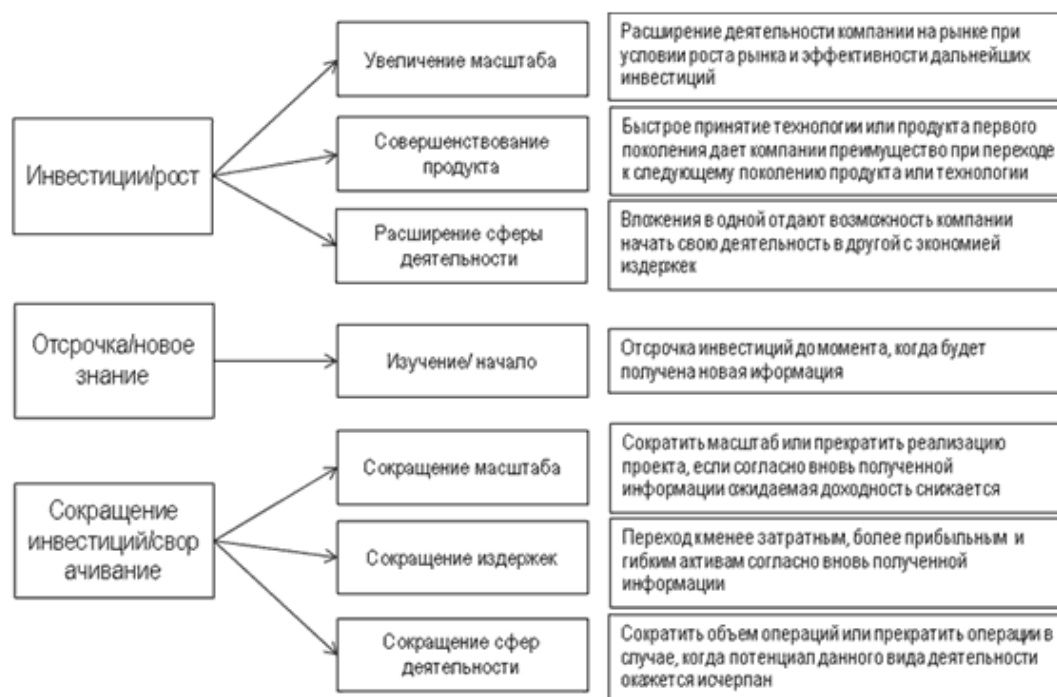 Инвестиции/рост
Увеличение масштаба
Расширение деятельности компании на рынке при
условии роста рынка и эффективности дальнейших
инвестиций
Совершенствование
продукта
Быстрое принятие технологии или продукта первого
поколения дает компании преимущество при переходе
к следующему поколению продукта или технологии
Расширение сферы
деятельности
Вложения в одной отдают возможность компании
начать свою деятельность в другой с экономией
издержек
Отсрочка/новое
знание
Изучение/ начало
Отсрочка инвестиций до момента, когда будет
получена новая иформация
Сокращение
инвестиций/свор
ачивание
Сокращение масштаба
Сократить масштаб или прекратить реализацию
проекта, если согласно вновь полученной
информации ожидаемая доходность снижается
Сокращение издержек
Переход к менее затратным, более прибыльным и
гибким активам согласно вновь полученной
информации
Сокращение сфер
деятельности
Сократить объем операций или прекратить операции в
случае, когда потенциал данного вида деятельности
окажется исчерпан